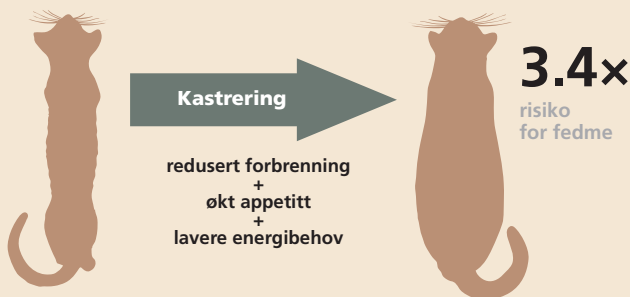 Kastrering
redusert forbrenning
+
økt appetitt
+
lavere energibehov
3.4×
risiko
for fedme